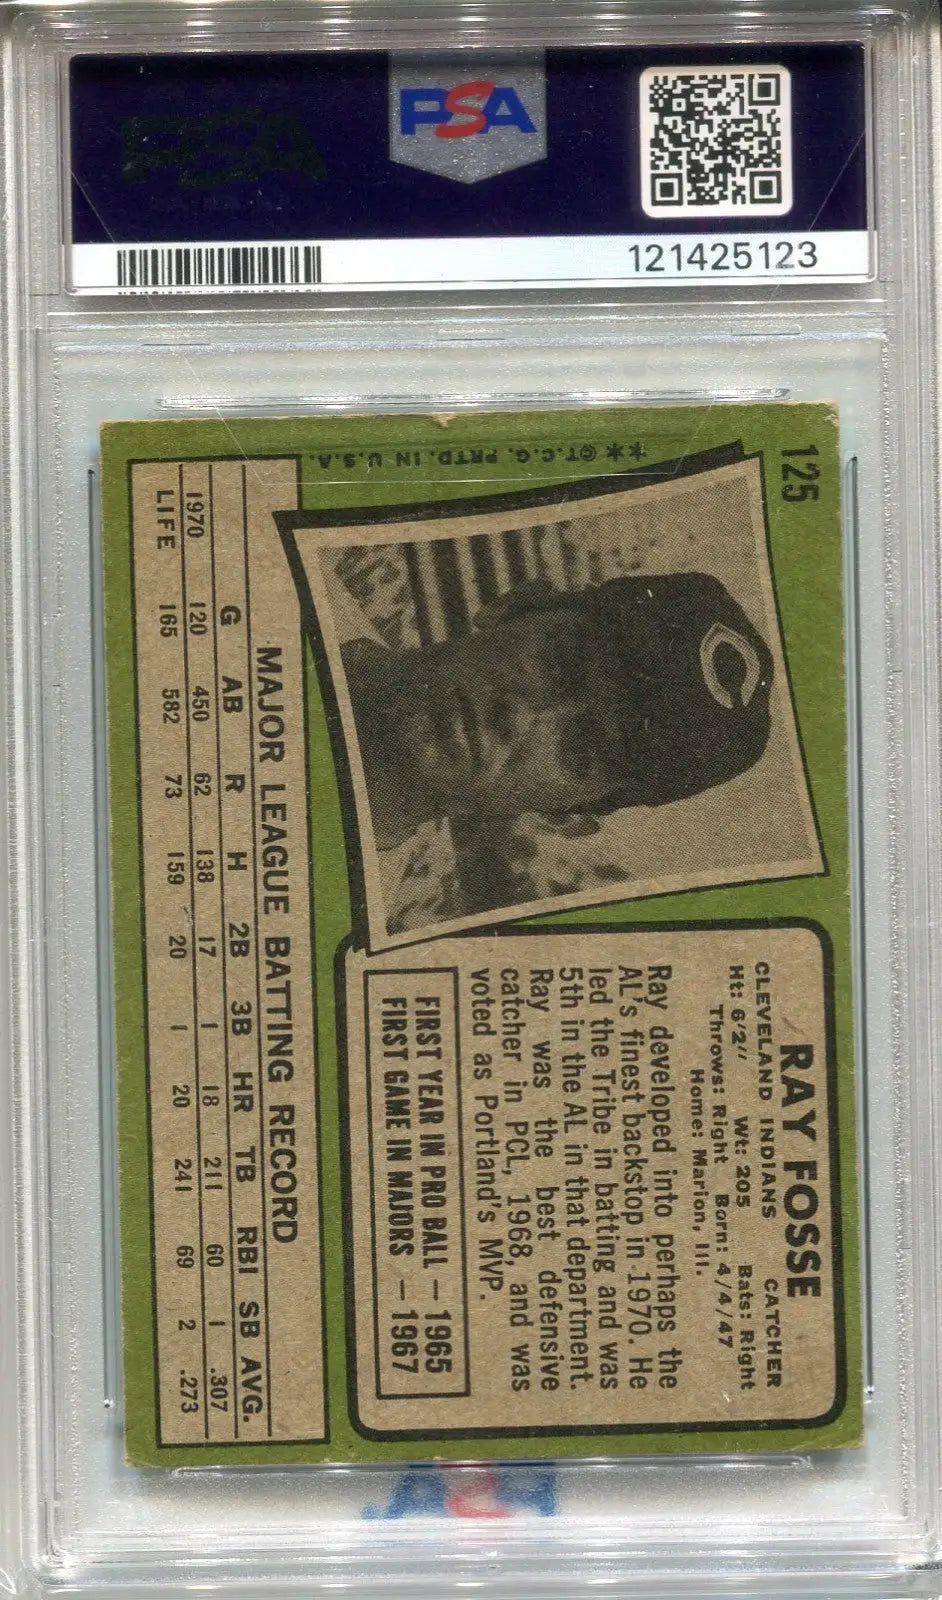 PSA
121425123
125
** ©T.C.G. PRTD. IN U.S.A.
RAY FOSSE
CLEVELAND INDIANS CATCHER
Ht: 6'2" Wt: 205 Bats: Right
Throws: Right Born: 4/4/47
Home: Marion, Ill.
Ray developed into perhaps the
AL's finest backstop in 1970. He
led the Tribe in batting and was
5th in the AL in that department.
Ray was the best defensive
catcher in PCL, 1968, and was
voted as Portland's MVP.
FIRST YEAR IN PRO BALL — 1965
FIRST GAME IN MAJORS — 1967
MAJOR LEAGUE BATTING RECORD
G AB R H 2B 3B HR TB RBI SB AVG.
1970 120 450 62 138 17 1 18 211 60 1 .307
LIFE 165 582 73 159 20 1 20 241 69 2 .273
PSA